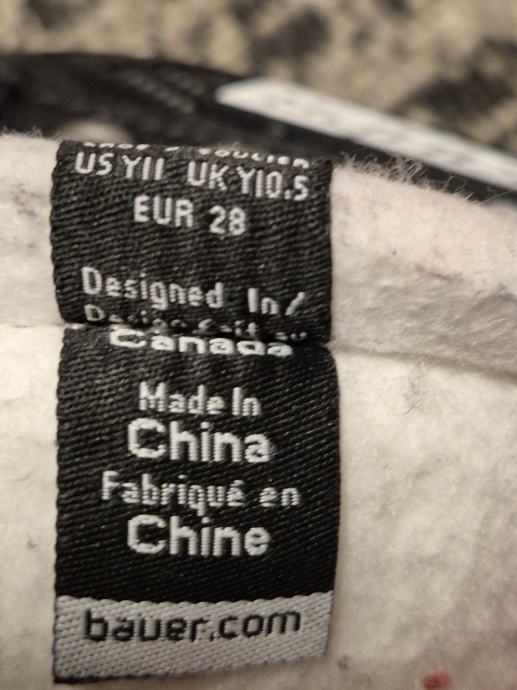 US Y11 UK Y10.5
EUR 28
Designed In/
Canada
Made In
China
Fabriqué en
Chine
bauer.com